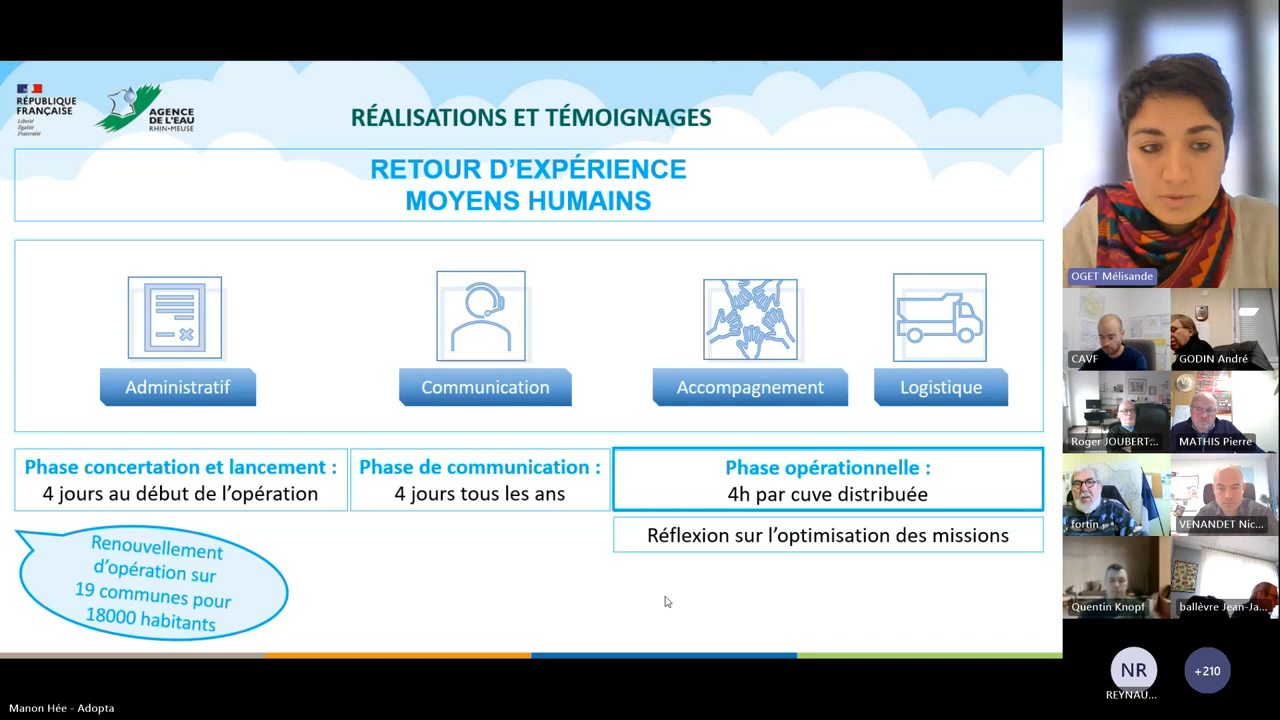 RÉPUBLIQUE
FRANÇAISE
Liberté
Égalité
Fraternité
AGENCE
DE L'EAU
RHIN•MEUSE
RÉALISATIONS ET TÉMOIGNAGES
RETOUR D'EXPÉRIENCE
MOYENS HUMAINS
Administratif
Communication
Accompagnement
Logistique
Phase concertation et lancement :
4 jours au début de l'opération
Phase de communication :
4 jours tous les ans
Phase opérationnelle :
4h par cuve distribuée
Réflexion sur l'optimisation des missions
Renouvellement
d'opération sur
19 communes pour
18000 habitants
OGET Mélisande
CAVF
GODIN André
Roger JOUBERT...
MATHIS Pierre
fortin
VENANDET Nic...
Quentin Knopf
ballèvre Jean-Ja...
NR
REYNAU...
+210
Manon Hée - Adopta